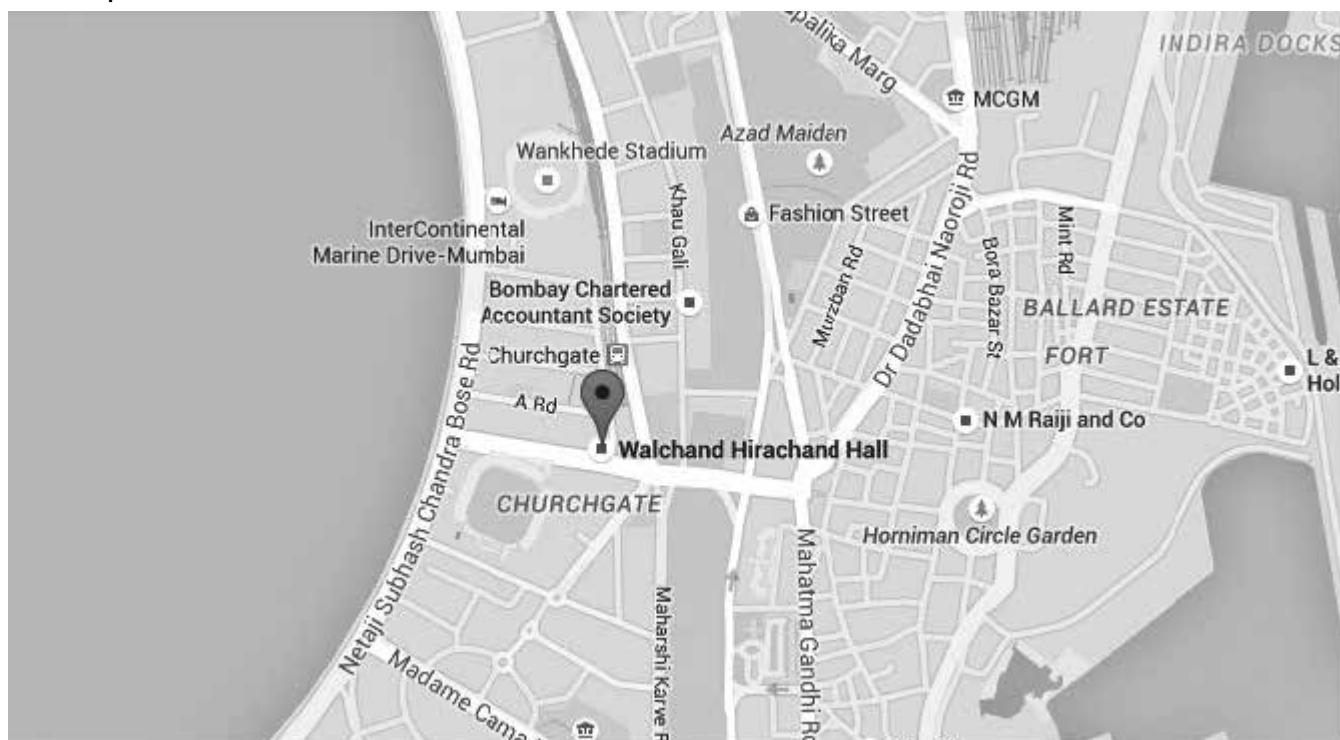 INDIRA DOCKS
palika Marg
MCGM
Azad Maidan
Wankhede Stadium
Khau Gali
Fashion Street
InterContinental
Marine Drive-Mumbai
Murzban Rd
Dr Dadabhai Naoroji Rd
Bora Bazar St
Mint Rd
Bombay Chartered
Accountant Society
BALLARD ESTATE
Churchgate
FORT
L &
Hol
A Rd
N M Raiji and Co
Walchand Hirachand Hall
Netaji Subhash Chandra Bose Rd
CHURCHGATE
Horniman Circle Garden
Maharshi Karve R
Mahatma Gandhi Rd
Madame Cama